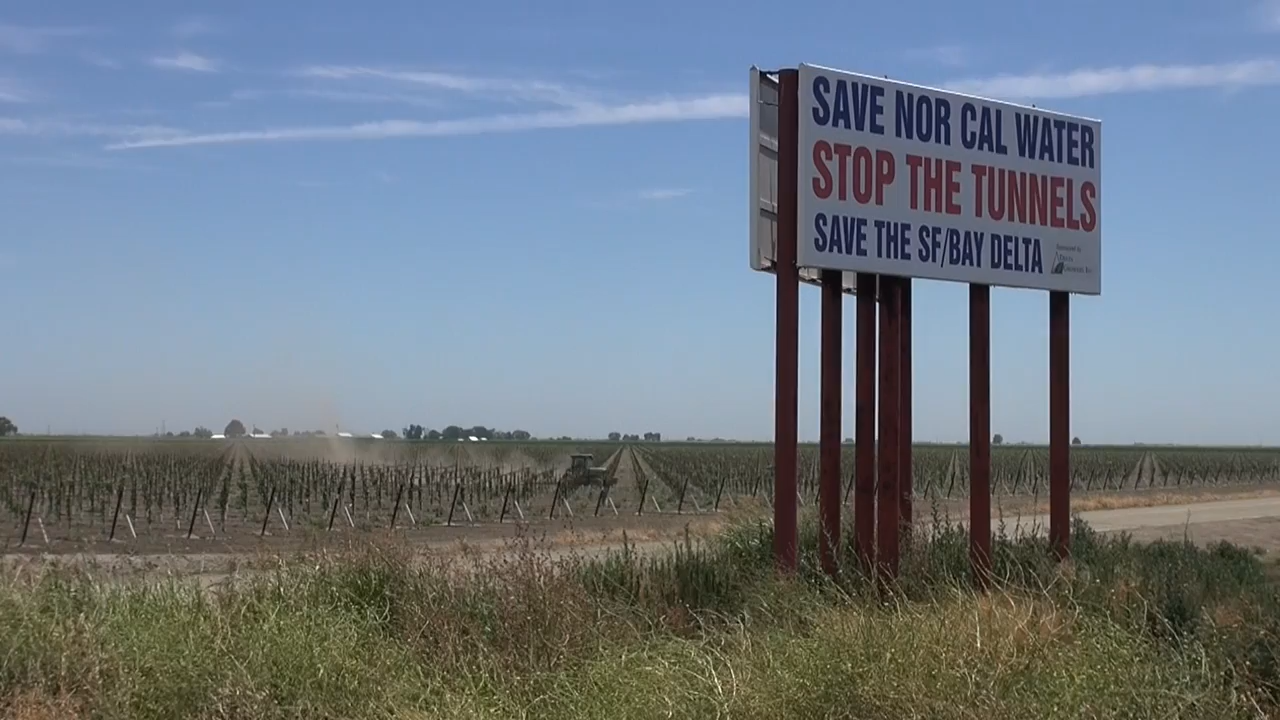 SAVE NOR CAL WATER
STOP THE TUNNELS
SAVE THE SF/BAY DELTA